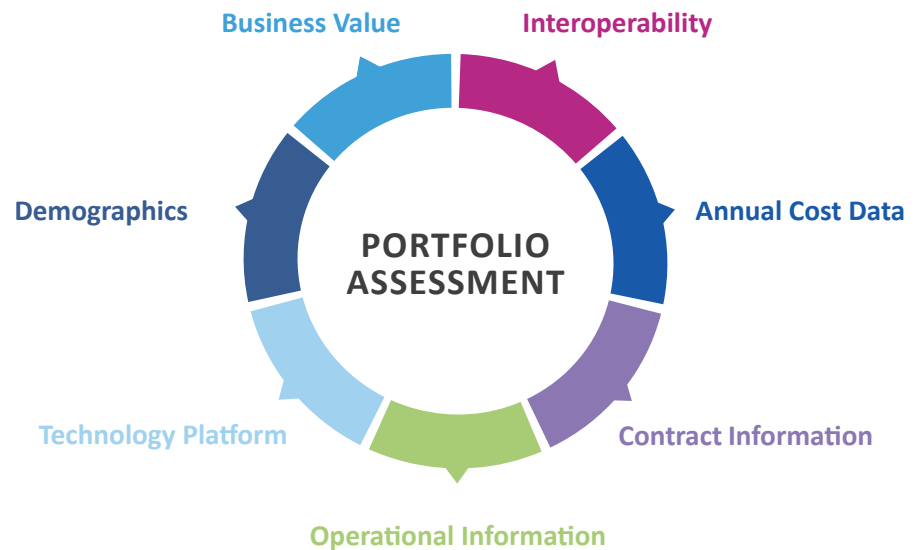 Business Value
Interoperability
Demographics
Annual Cost Data
PORTFOLIO
ASSESSMENT
Technology Platform
Contract Information
Operational Information